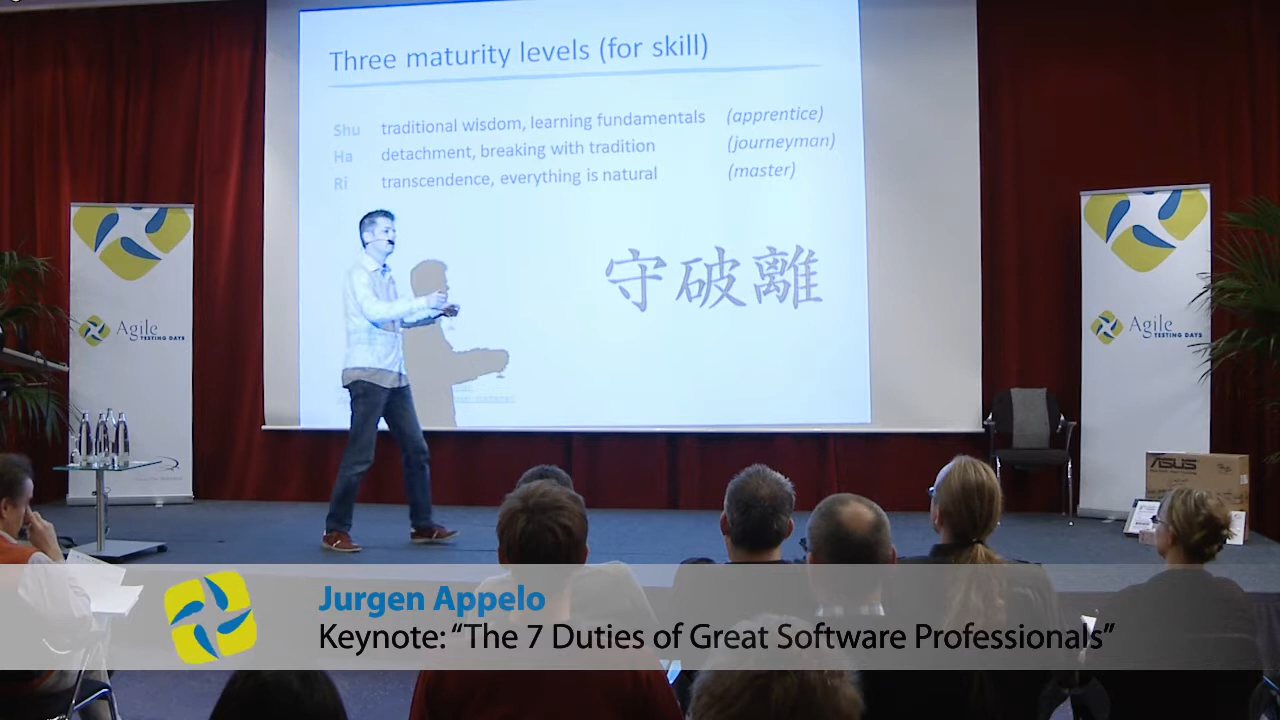 Three maturity levels (for skill)
Shu traditional wisdom, learning fundamentals (apprentice)
Ha detachment, breaking with tradition (journeyman)
Ri transcendence, everything is natural (master)
守破離
Agile
TESTING DAYS
Agile
TESTING DAYS
ASUS
Jurgen Appelo
Keynote: “The 7 Duties of Great Software Professionals”